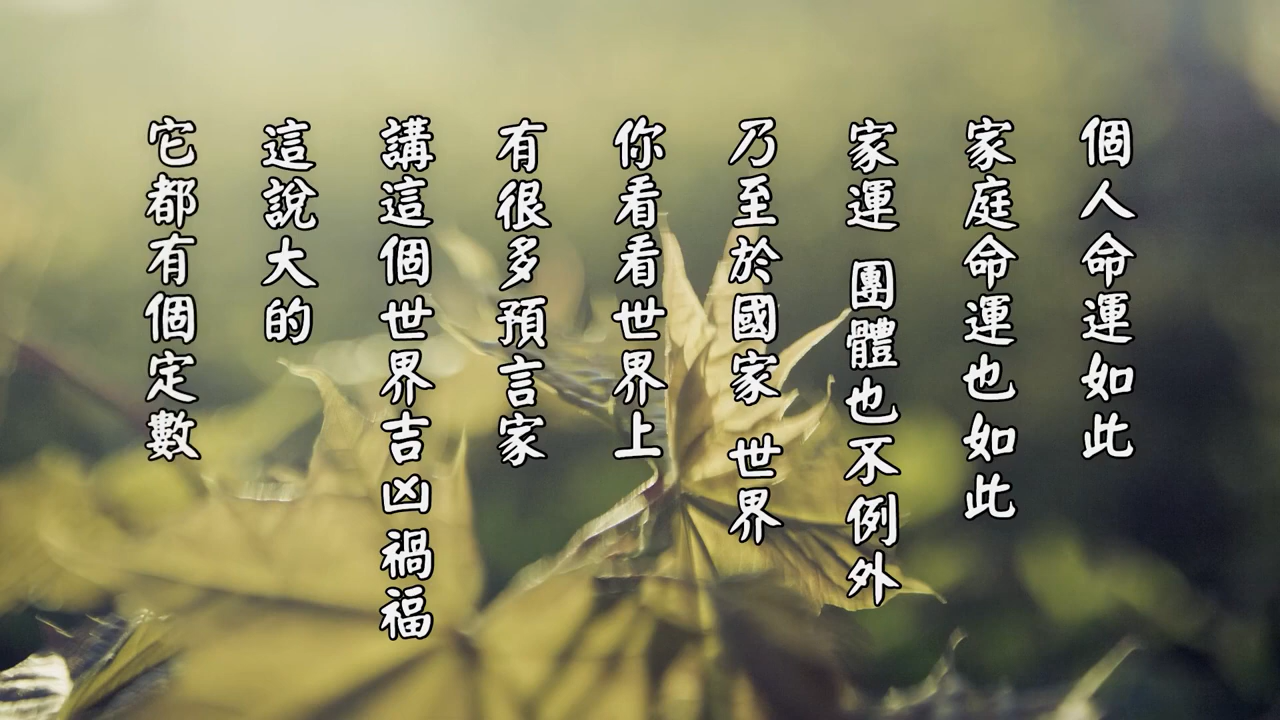 個人命運如此
家庭命運也如此
家運 團體也不例外
乃至於國家 世界
你看看世界上
有很多預言家
講這個世界吉凶禍福
這說大的
它都有個定數